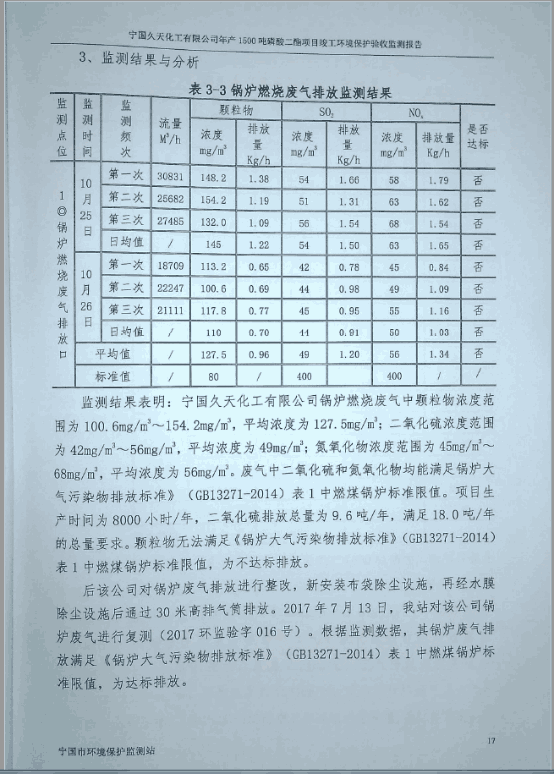 宁国久天化工有限公司年产1500吨磷酸二酯项目竣工环境保护验收监测报告
3、监测结果与分析
表3-3锅炉燃烧废气排放监测结果
监测点位 监测时间 监测频次 流量 M³/h 颗粒物 SO₂ NOₓ 是否达标
浓度 mg/m³ 排放量 Kg/h 浓度 mg/m³ 排放量 Kg/h 浓度 mg/m³ 排放量 Kg/h
1◎锅炉燃烧废气排放口
10月25日
第一次 30831 148.2 1.38 54 1.66 58 1.79 否
第二次 25682 154.2 1.19 51 1.31 63 1.62 否
第三次 27485 132.0 1.09 56 1.54 68 1.54 否
日均值 / 145 1.22 54 1.50 63 1.65 否
10月26日
第一次 18709 113.2 0.65 42 0.78 45 0.84 否
第二次 22247 100.6 0.69 44 0.98 49 1.09 否
第三次 21111 117.8 0.77 45 0.95 55 1.16 否
日均值 / 110 0.70 44 0.91 50 1.03 否
平均值 / 127.5 0.96 49 1.20 56 1.34 否
标准值 / 80 / 400 400 / /
监测结果表明：宁国久天化工有限公司锅炉燃烧废气中颗粒物浓度范
围为100.6mg/m³～154.2mg/m³，平均浓度为127.5mg/m³；二氧化硫浓度范围
为42mg/m³～56mg/m³，平均浓度为49mg/m³；氮氧化物浓度范围为45mg/m³～
68mg/m³，平均浓度为56mg/m³。废气中二氧化硫和氮氧化物均能满足锅炉大
气污染物排放标准》（GB13271-2014）表1中燃煤锅炉标准限值。项目生
产时间为8000小时/年，二氧化硫排放总量为9.6吨/年，满足18.0吨/年
的总量要求。颗粒物无法满足《锅炉大气污染物排放标准》（GB13271-2014）
表1中燃煤锅炉标准限值，为不达标排放。
后该公司对锅炉废气排放进行整改，新安装布袋除尘设施，再经水膜
除尘设施后通过30米高排气筒排放。2017年7月13日，我站对该公司锅
炉废气进行复测（2017环监验字016号）。根据监测数据，其锅炉废气排
放满足《锅炉大气污染物排放标准》（GB13271-2014）表1中燃煤锅炉标
准限值，为达标排放。
17
宁国市环境保护监测站